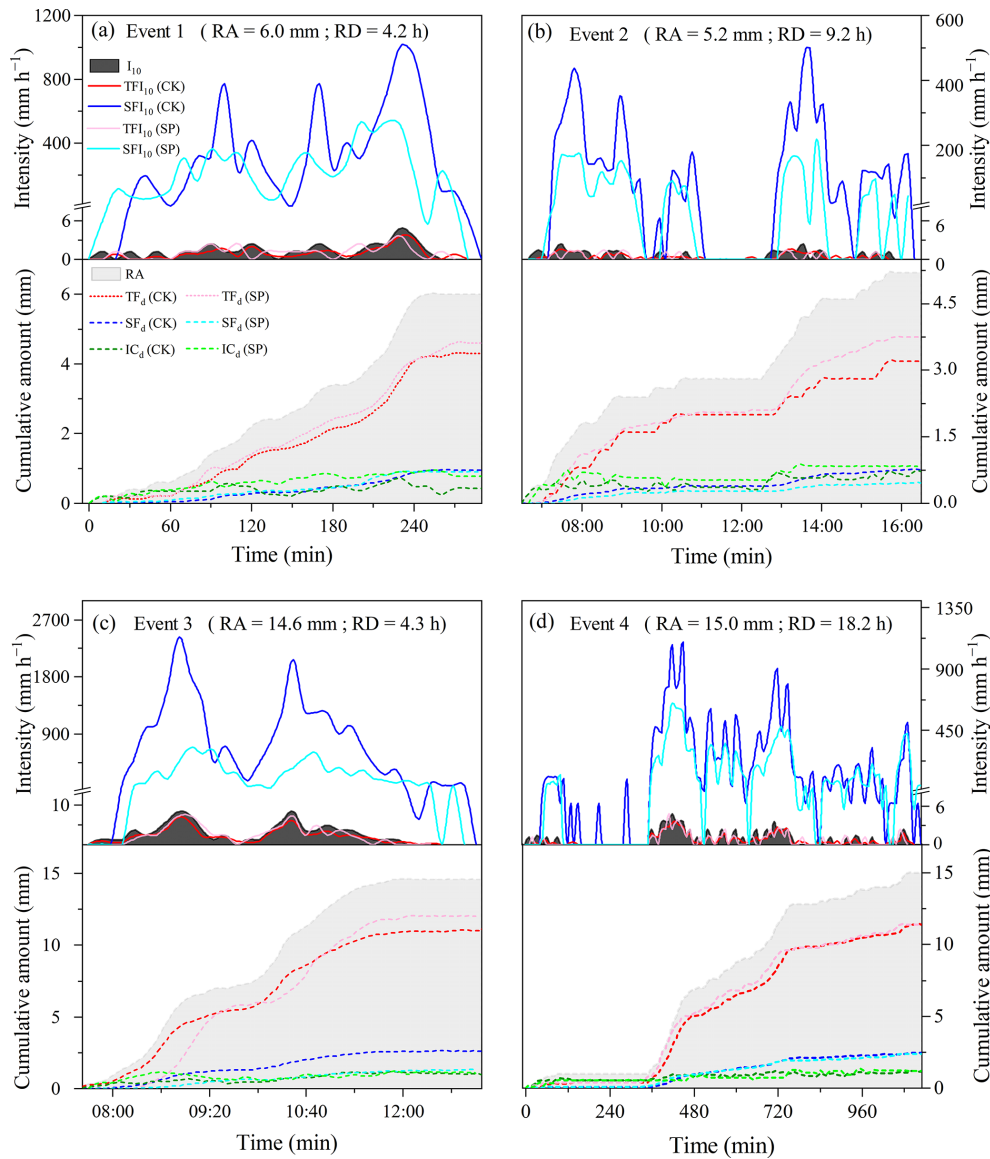 (a) Event 1 ( RA = 6.0 mm ; RD = 4.2 h)
Intensity (mm h⁻¹)
1200
800
400
6
0
I₁₀
TFI₁₀ (CK)
SFI₁₀ (CK)
TFI₁₀ (SP)
SFI₁₀ (SP)
Cumulative amount (mm)
6
4
2
0
RA
TF_d (CK)
TF_d (SP)
SF_d (CK)
SF_d (SP)
IC_d (CK)
IC_d (SP)
0 60 120 180 240
Time (min)
(b) Event 2 ( RA = 5.2 mm ; RD = 9.2 h)
600
400
200
6
0
Intensity (mm h⁻¹)
4.5
3.0
1.5
0.0
Cumulative amount (mm)
08:00 10:00 12:00 14:00 16:00
Time (min)
(c) Event 3 ( RA = 14.6 mm ; RD = 4.3 h)
Intensity (mm h⁻¹)
2700
1800
900
10
0
Cumulative amount (mm)
15
10
5
0
08:00 09:20 10:40 12:00
Time (min)
(d) Event 4 ( RA = 15.0 mm ; RD = 18.2 h)
1350
900
450
6
0
Intensity (mm h⁻¹)
15
10
5
0
Cumulative amount (mm)
0 240 480 720 960
Time (min)